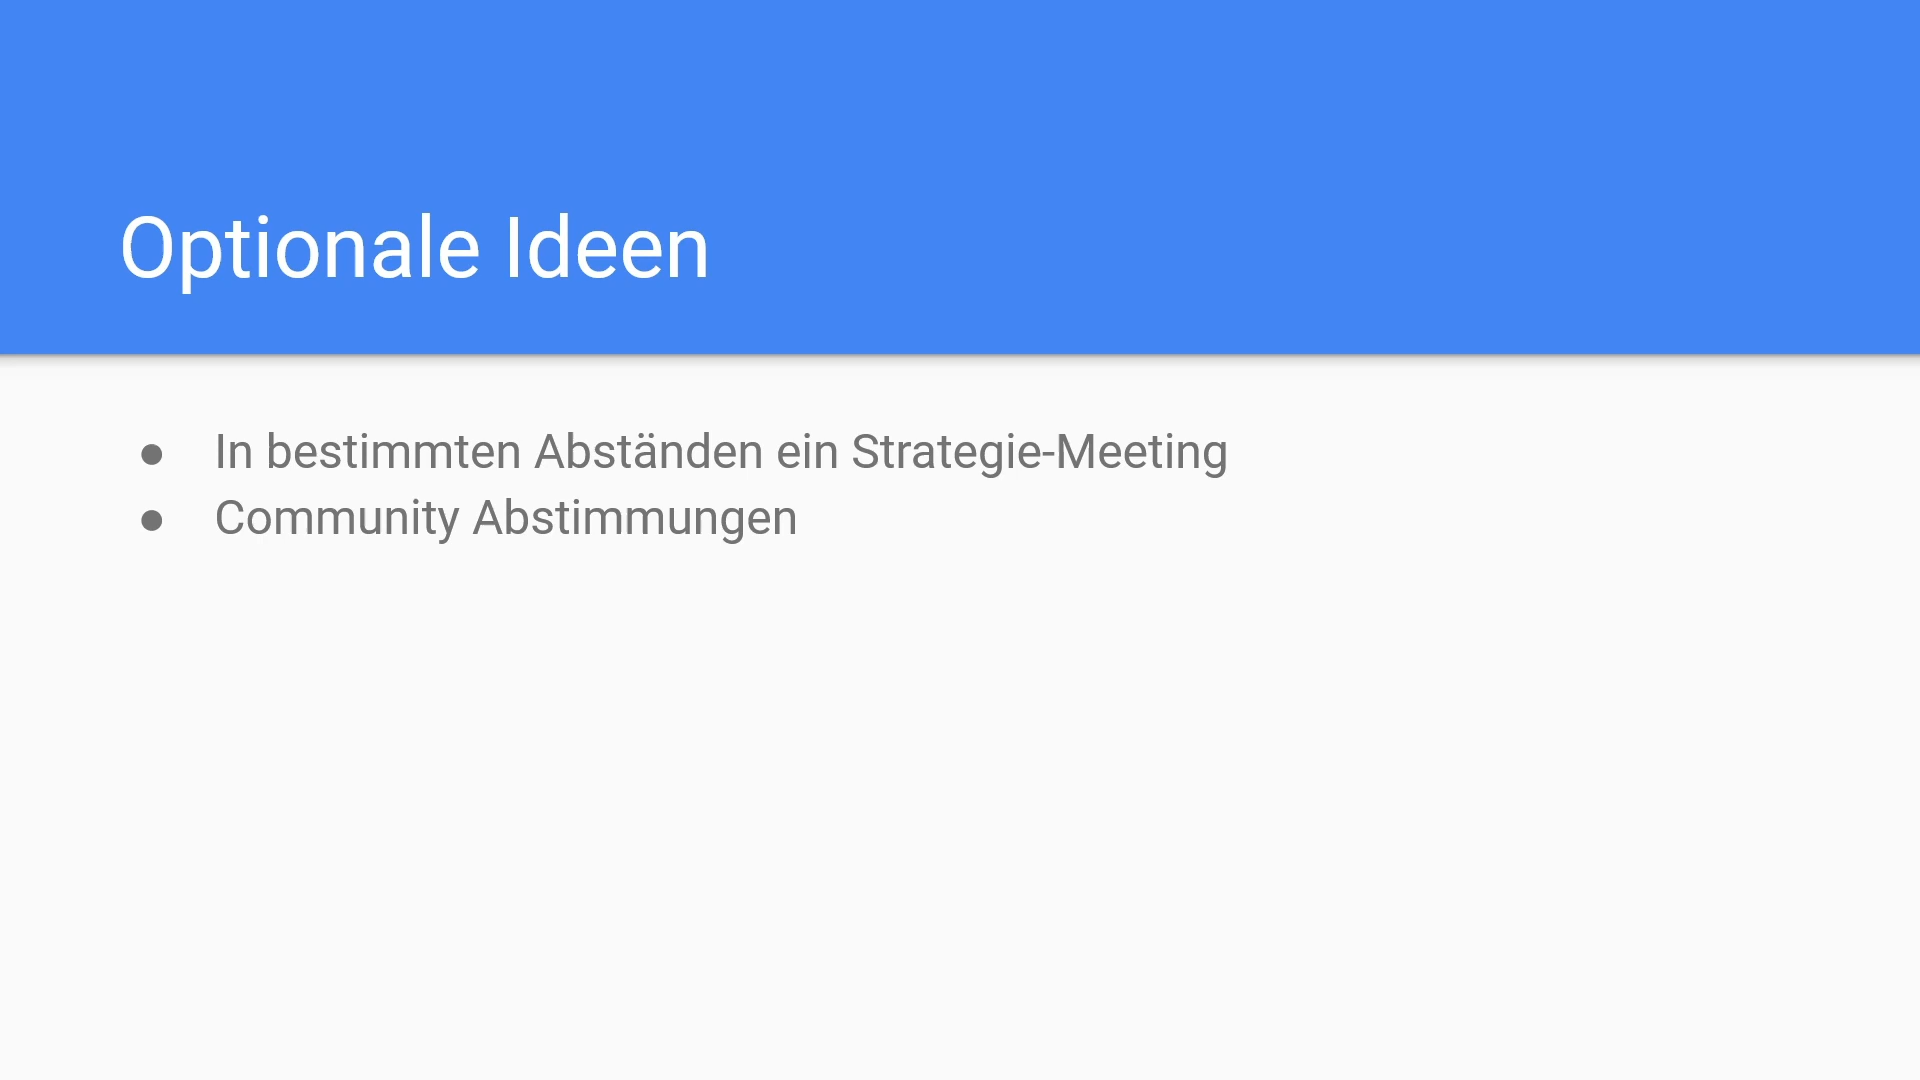 Optionale Ideen
● In bestimmten Abständen ein Strategie-Meeting
● Community Abstimmungen